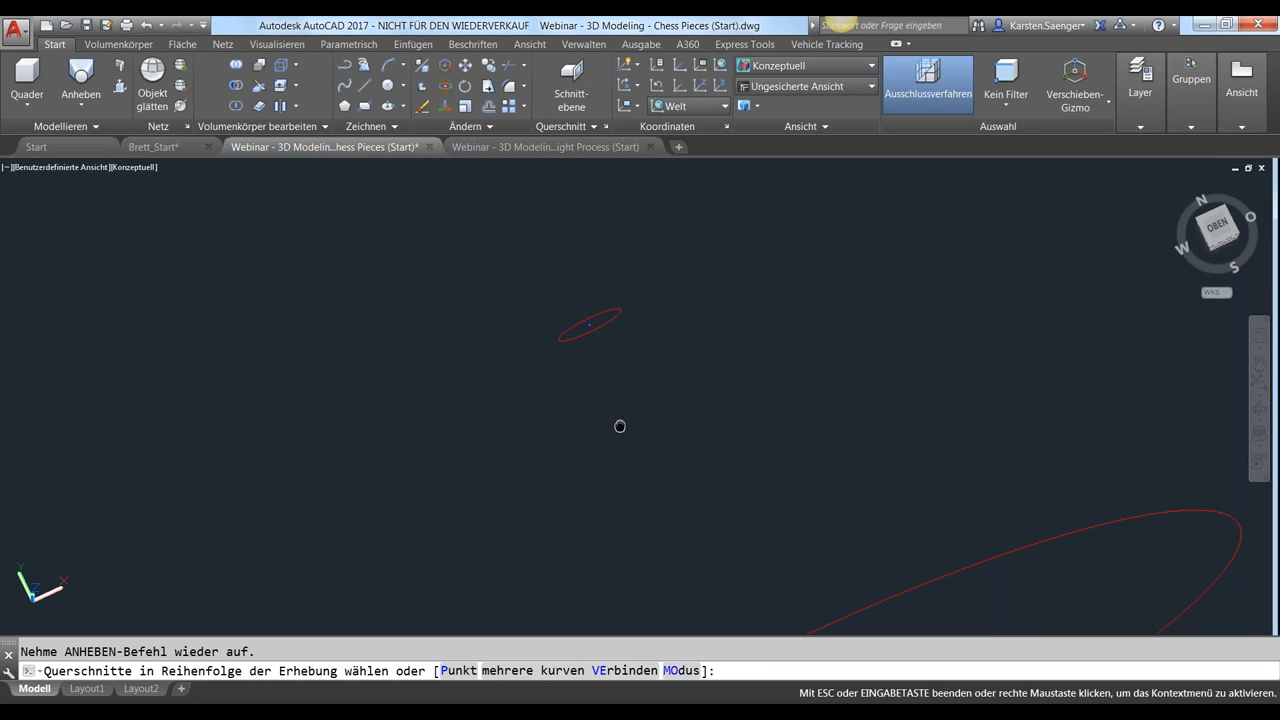 Autodesk AutoCAD 2017 - NICHT FÜR DEN WIEDERVERKAUF Webinar - 3D Modeling - Chess Pieces (Start).dwg
Stichwort oder Frage eingeben
Karsten.Saenger
Start Volumenkörper Fläche Netz Visualisieren Parametrisch Einfügen Beschriften Ansicht Verwalten Ausgabe A360 Express Tools Vehicle Tracking
Quader
Anheben
Objekt
glätten
Schnitt-
ebene
Welt
Konzeptuell
Ungesicherte Ansicht
Ausschlussverfahren
Kein Filter
Verschieben-
Gizmo
Layer
Gruppen
Ansicht
Modellieren Netz Volumenkörper bearbeiten Zeichnen Ändern Querschnitt Koordinaten Ansicht Auswahl
Start Brett_Start* Webinar - 3D Modelin...hess Pieces (Start)* Webinar - 3D Modelin...ight Process (Start)
[−][Benutzerdefinierte Ansicht][Konzeptuell]
N
O
OBEN
W
S
WKS
Y
X
Z
Nehme ANHEBEN-Befehl wieder auf.
Querschnitte in Reihenfolge der Erhebung wählen oder [Punkt mehrere kurven VErbinden MOdus]:
Modell Layout1 Layout2 +
Mit ESC oder EINGABETASTE beenden oder rechte Maustaste klicken, um das Kontextmenü zu aktivieren.